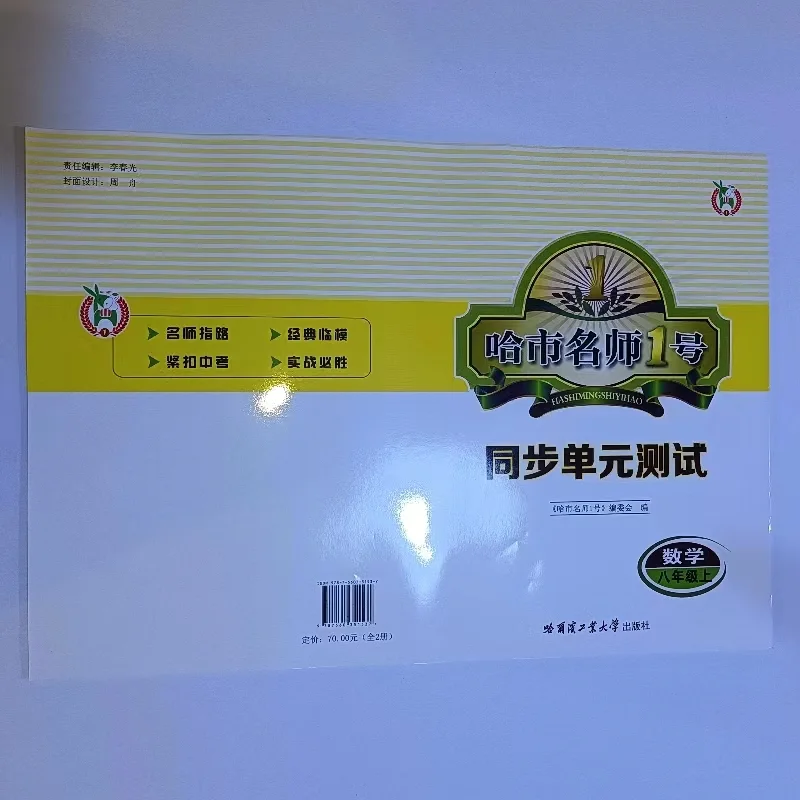 责任编辑：李春光
封面设计：周　舟
名师指路
经典临模
紧扣中考
实战必胜
1
哈市名师1号
HASHIMINGSHIYIHAO
同步单元测试
《哈市名师1号》编委会　编
数学
八年级上
哈尔滨工业大学出版社
定价：70.00元（全2册）